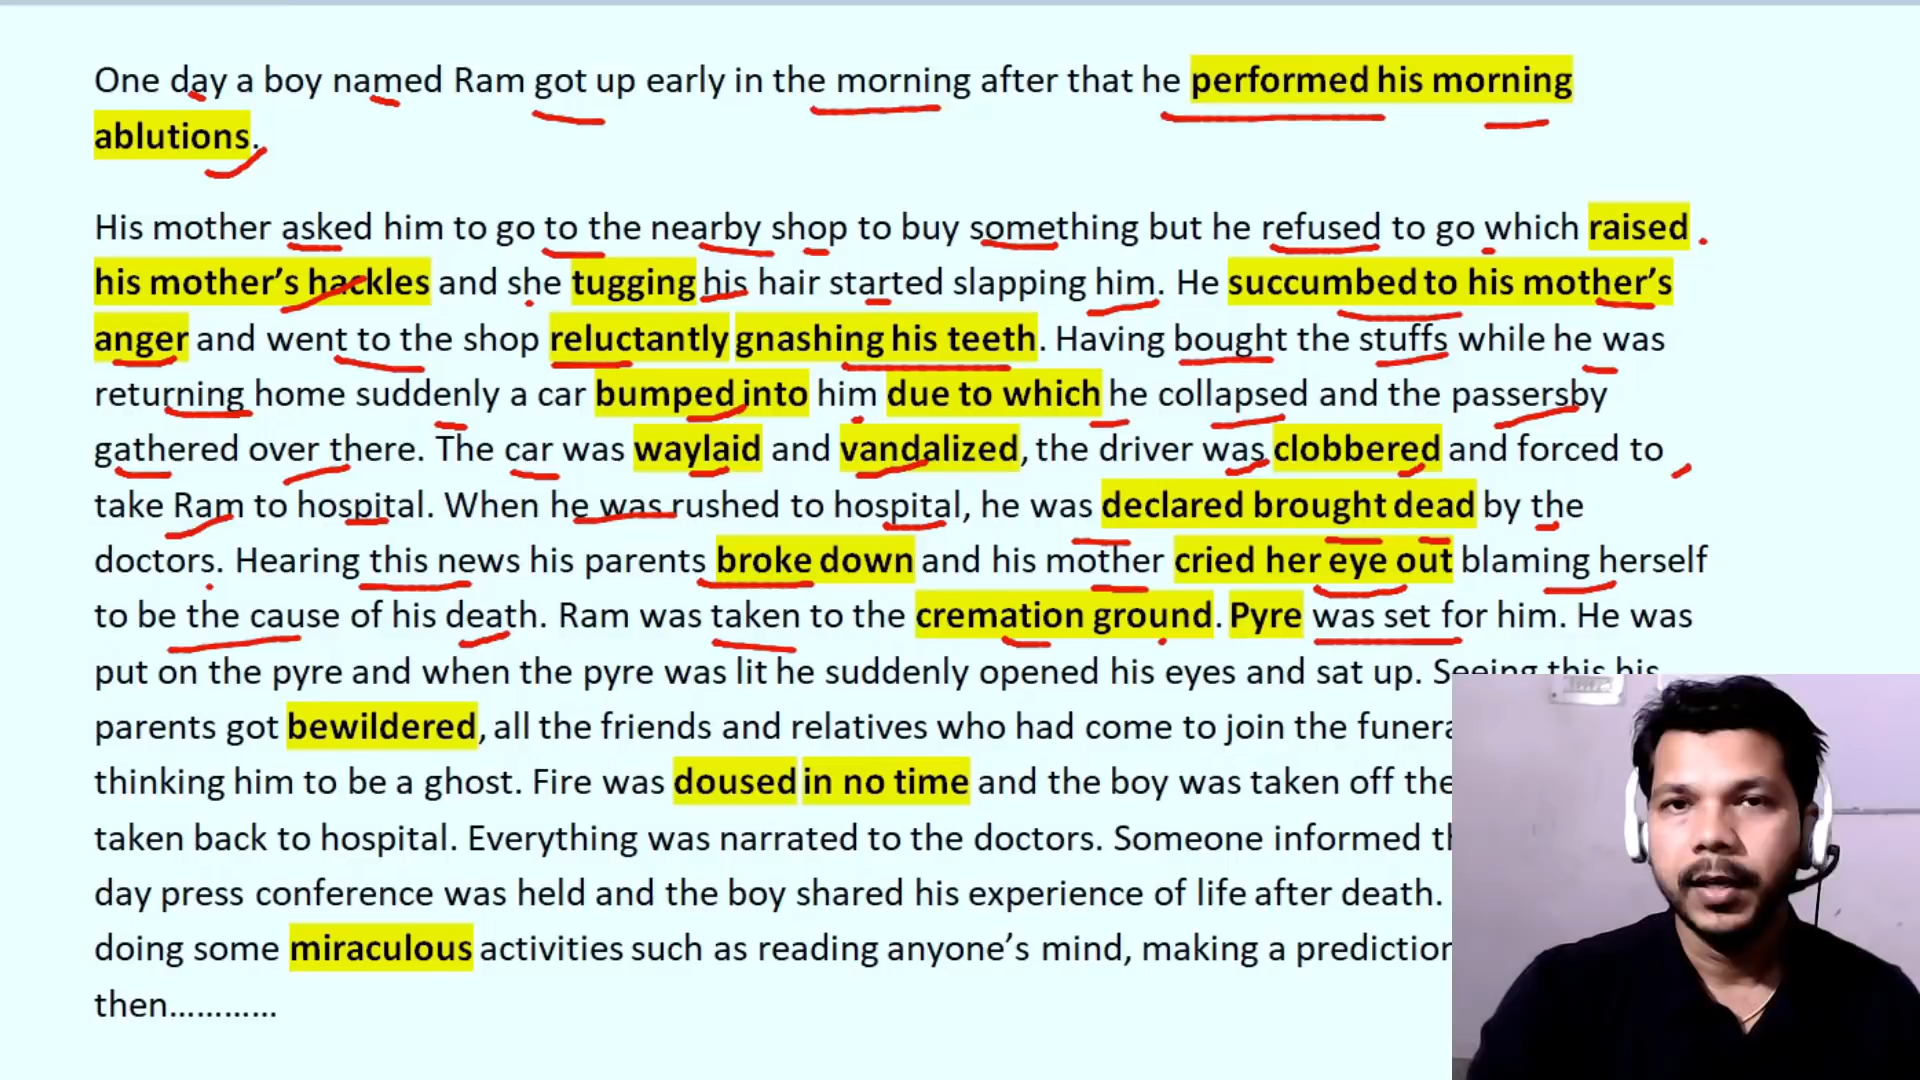 One day a boy named Ram got up early in the morning after that he performed his morning
ablutions.
His mother asked him to go to the nearby shop to buy something but he refused to go which raised
his mother's hackles and she tugging his hair started slapping him. He succumbed to his mother's
anger and went to the shop reluctantly gnashing his teeth. Having bought the stuffs while he was
returning home suddenly a car bumped into him due to which he collapsed and the passersby
gathered over there. The car was waylaid and vandalized, the driver was clobbered and forced to
take Ram to hospital. When he was rushed to hospital, he was declared brought dead by the
doctors. Hearing this news his parents broke down and his mother cried her eye out blaming herself
to be the cause of his death. Ram was taken to the cremation ground. Pyre was set for him. He was
put on the pyre and when the pyre was lit he suddenly opened his eyes and sat up. Seeing this his
parents got bewildered, all the friends and relatives who had come to join the
thinking him to be a ghost. Fire was doused in no time and the boy was taken off the
taken back to hospital. Everything was narrated to the doctors. Someone informed
day press conference was held and the boy shared his experience of life after death.
doing some miraculous activities such as reading anyone's mind, making a
then............